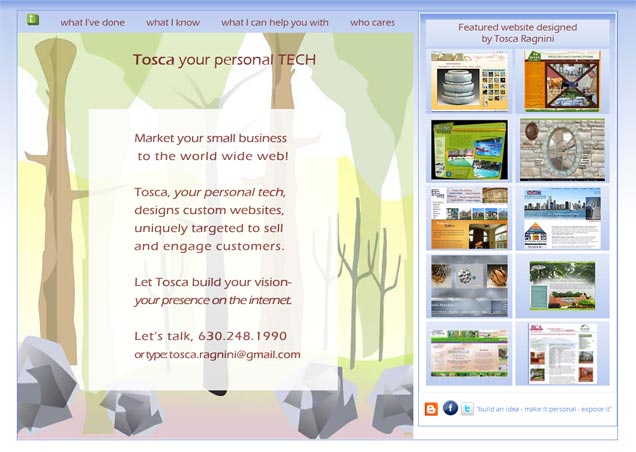 t what I've done what I know what I can help you with who cares
Tosca your personal TECH
Market your small business
to the world wide web!
Tosca, your personal tech,
designs custom websites,
uniquely targeted to sell
and engage customers.
Let Tosca build your vision-
your presence on the internet.
Let's talk, 630.248.1990
or type: tosca.ragnini@gmail.com
Featured website designed
by Tosca Ragnini
"build an idea - make it personal - expose it"